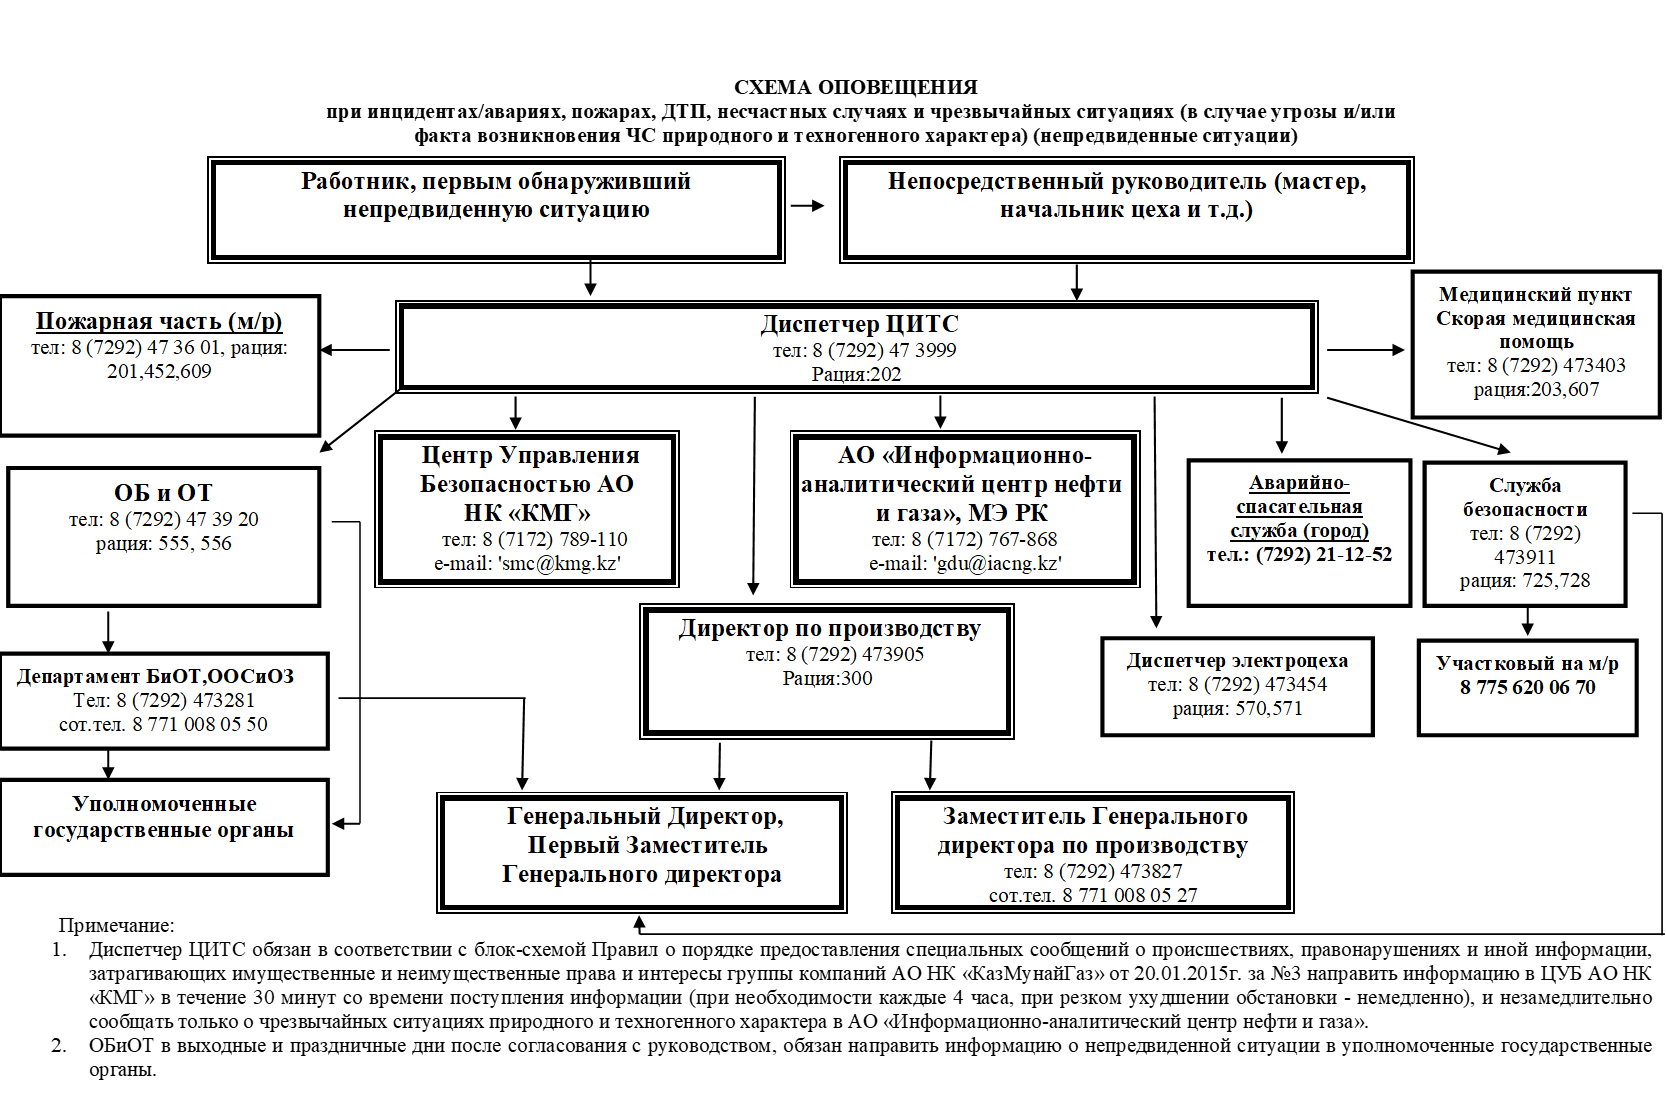 СХЕМА ОПОВЕЩЕНИЯ
при инцидентах/авариях, пожарах, ДТП, несчастных случаях и чрезвычайных ситуациях (в случае угрозы и/или
факта возникновения ЧС природного и техногенного характера) (непредвиденные ситуации)
Работник, первым обнаруживший
непредвиденную ситуацию
Непосредственный руководитель (мастер,
начальник цеха и т.д.)
Пожарная часть (м/р)
тел: 8 (7292) 47 36 01, рация:
201,452,609
Диспетчер ЦИТС
тел: 8 (7292) 47 3999
Рация:202
Медицинский пункт
Скорая медицинская
помощь
тел: 8 (7292) 473403
рация:203,607
ОБ и ОТ
тел: 8 (7292) 47 39 20
рация: 555, 556
Центр Управления
Безопасностью АО
НК «КМГ»
тел: 8 (7172) 789-110
e-mail: 'smc@kmg.kz'
АО «Информационно-
аналитический центр нефти
и газа», МЭ РК
тел: 8 (7172) 767-868
e-mail: 'gdu@iacng.kz'
Аварийно-
спасательная
служба (город)
тел.: (7292) 21-12-52
Служба
безопасности
тел: 8 (7292)
473911
рация: 725,728
Директор по производству
тел: 8 (7292) 473905
Рация:300
Диспетчер электроцеха
тел: 8 (7292) 473454
рация: 570,571
Участковый на м/р
8 775 620 06 70
Департамент БиОТ,ООСиОЗ
Тел: 8 (7292) 473281
сот.тел. 8 771 008 05 50
Уполномоченные
государственные органы
Генеральный Директор,
Первый Заместитель
Генерального директора
Заместитель Генерального
директора по производству
тел: 8 (7292) 473827
сот.тел. 8 771 008 05 27
Примечание:
1. Диспетчер ЦИТС обязан в соответствии с блок-схемой Правил о порядке предоставления специальных сообщений о происшествиях, правонарушениях и иной информации,
затрагивающих имущественные и неимущественные права и интересы группы компаний АО НК «КазМунайГаз» от 20.01.2015г. за №3 направить информацию в ЦУБ АО НК
«КМГ» в течение 30 минут со времени поступления информации (при необходимости каждые 4 часа, при резком ухудшении обстановки - немедленно), и незамедлительно
сообщать только о чрезвычайных ситуациях природного и техногенного характера в АО «Информационно-аналитический центр нефти и газа».
2. ОБиОТ в выходные и праздничные дни после согласования с руководством, обязан направить информацию о непредвиденной ситуации в уполномоченные государственные
органы.